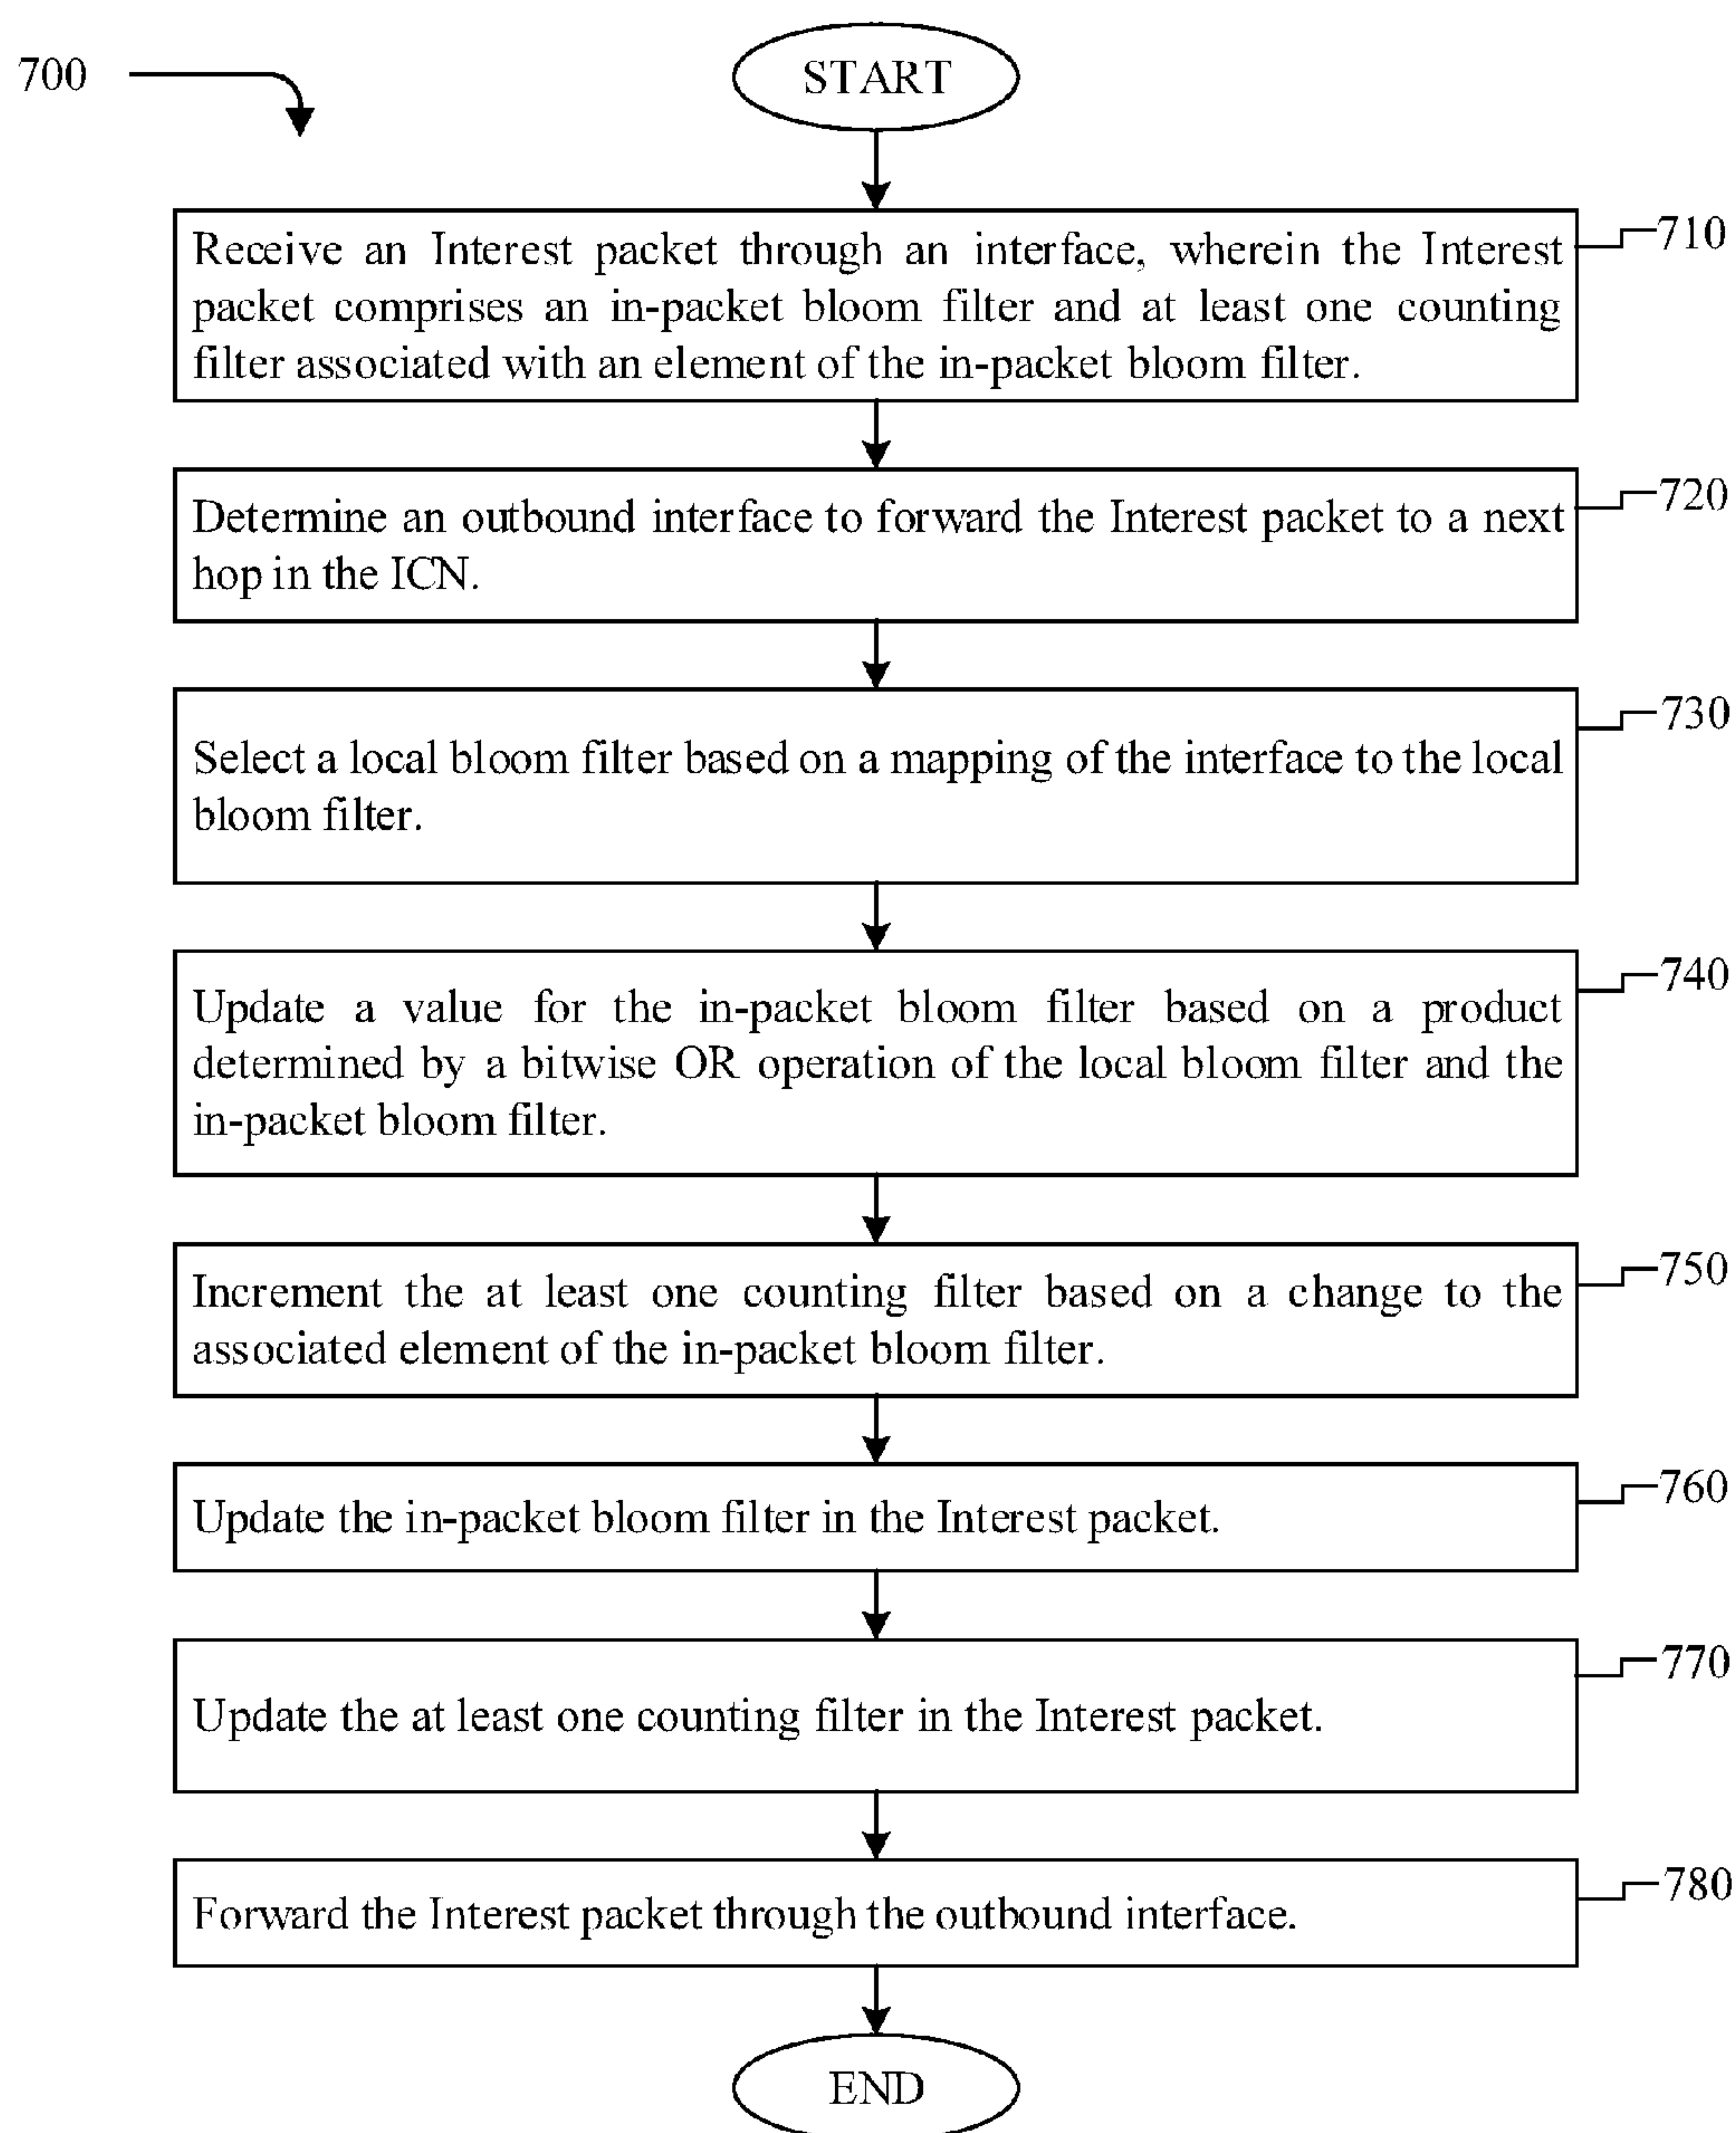 700
START
Receive an Interest packet through an interface, wherein the Interest
packet comprises an in-packet bloom filter and at least one counting
filter associated with an element of the in-packet bloom filter.
710
Determine an outbound interface to forward the Interest packet to a next
hop in the ICN.
720
Select a local bloom filter based on a mapping of the interface to the local
bloom filter.
730
Update a value for the in-packet bloom filter based on a product
determined by a bitwise OR operation of the local bloom filter and the
in-packet bloom filter.
740
Increment the at least one counting filter based on a change to the
associated element of the in-packet bloom filter.
750
Update the in-packet bloom filter in the Interest packet.
760
Update the at least one counting filter in the Interest packet.
770
Forward the Interest packet through the outbound interface.
780
END